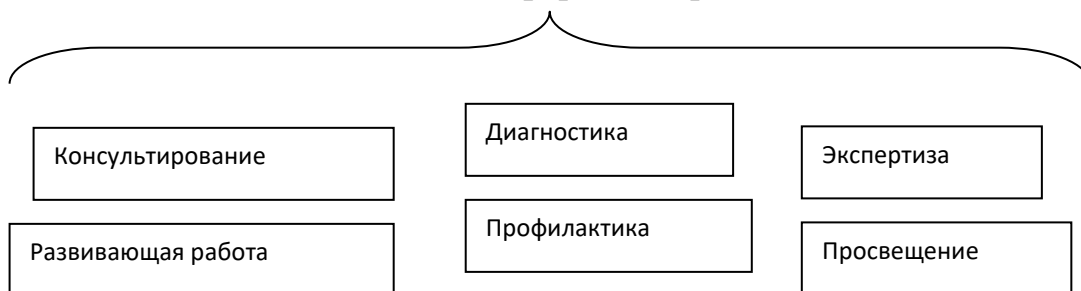 Консультирование
Диагностика
Экспертиза
Развивающая работа
Профилактика
Просвещение